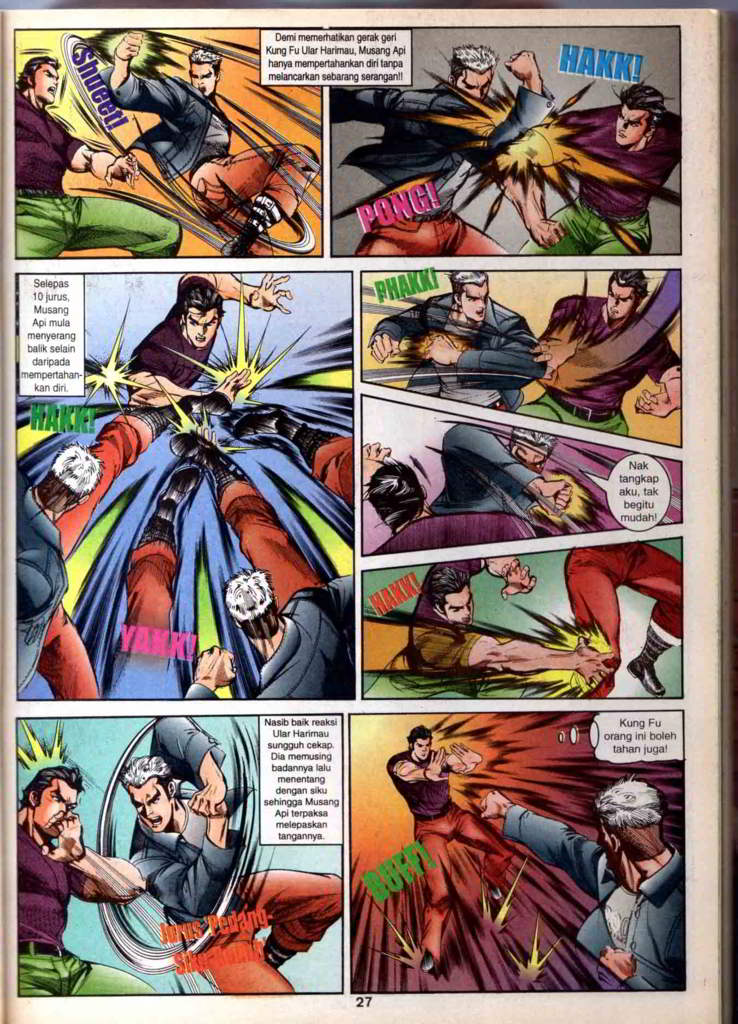 Shueet!
Demi memerhatikan gerak geri
Kung Fu Ular Harimau, Musang Api
hanya mempertahankan diri tanpa
melancarkan sebarang serangan!!
HAKK!
PONG!
Selepas
10 jurus,
Musang
Api mula
menyerang
balik selain
daripada
mempertahan-
kan diri.
HAKK!
YAKK!
PHAKK!
Nak
tangkap
aku, tak
begitu
mudah!
HAKK!
Nasib baik reaksi
Ular Harimau
sungguh cekap.
Dia memusing
badannya lalu
menentang
dengan siku
sehingga Musang
Api terpaksa
melepaskan
tangannya.
Jurus 'Pedang-
Kung Fu
orang ini boleh
tahan juga!
BUFF!
27